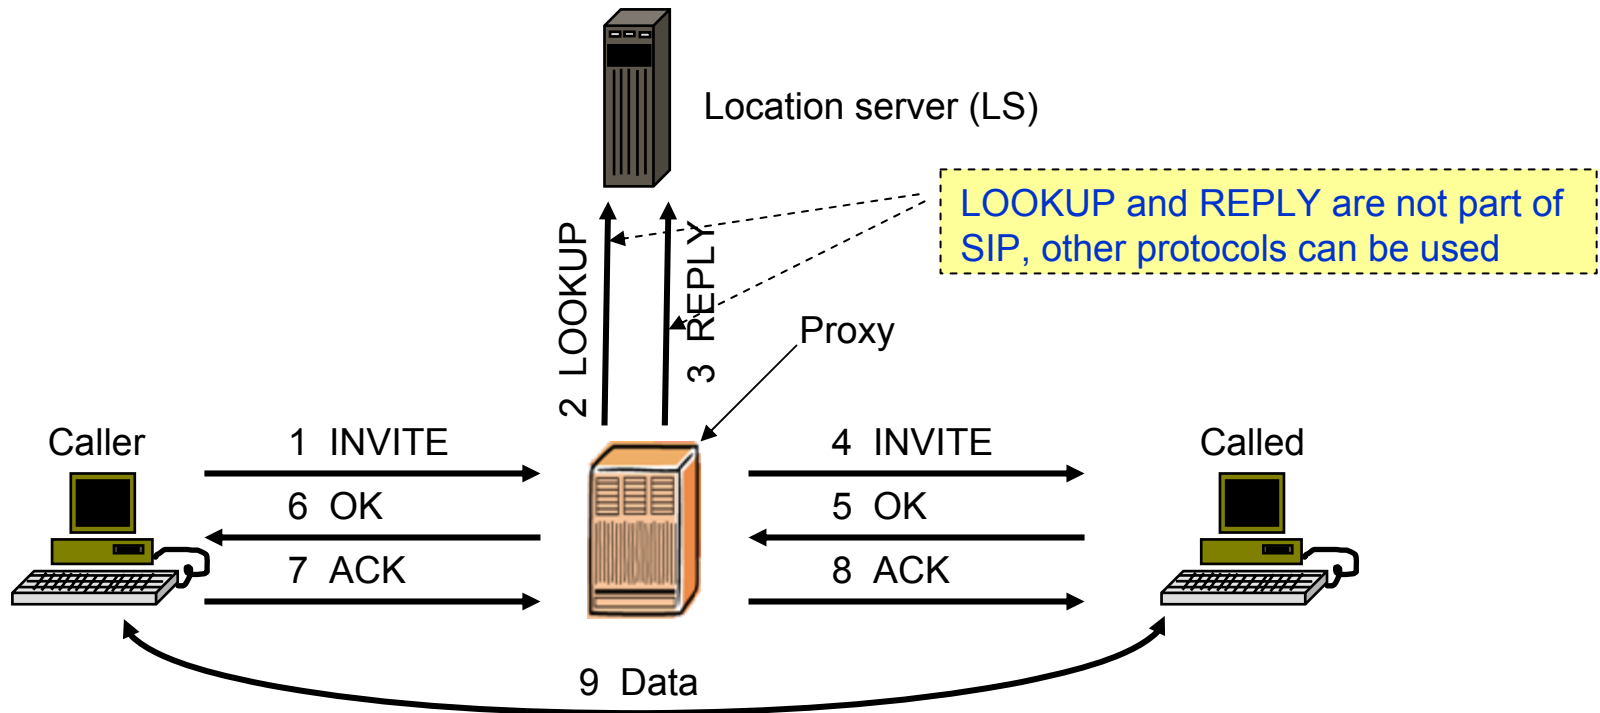 Location server (LS)
LOOKUP and REPLY are not part of
SIP, other protocols can be used
2 LOOKUP
3 REPLY
Proxy
Caller
1 INVITE
4 INVITE
Called
6 OK
5 OK
7 ACK
8 ACK
9 Data